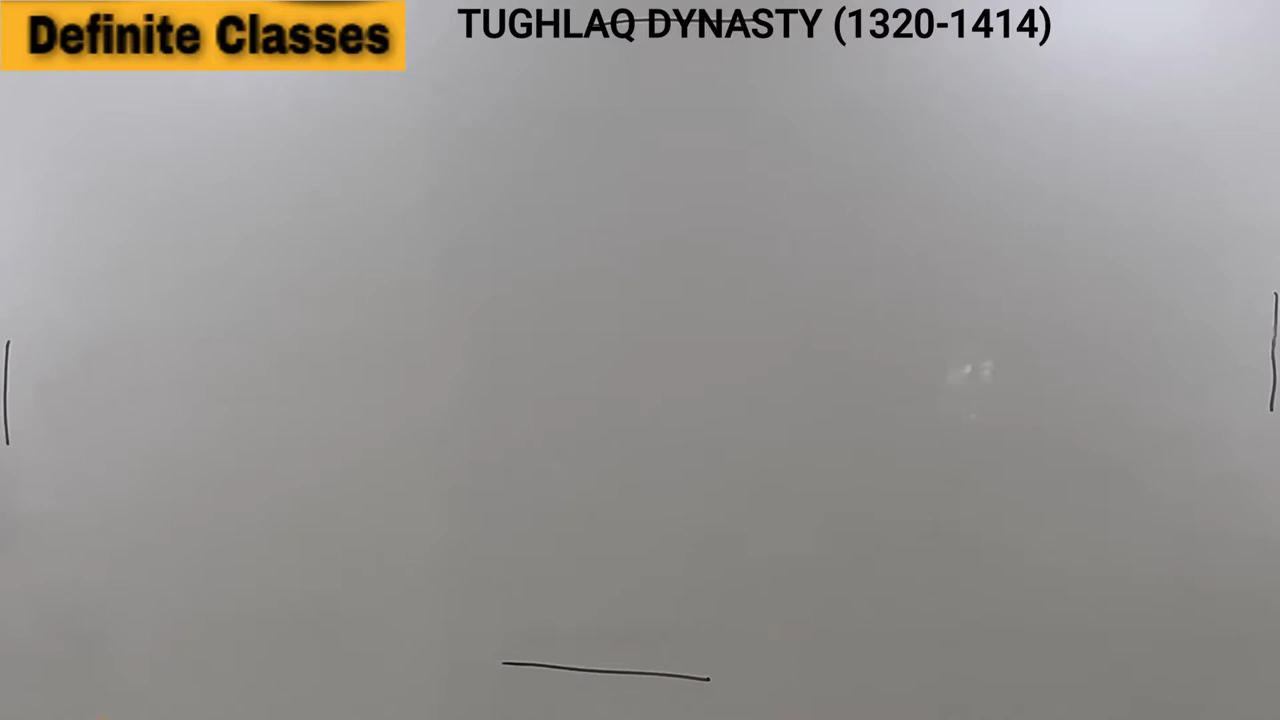 Definite Classes
TUGHLAQ DYNASTY (1320-1414)